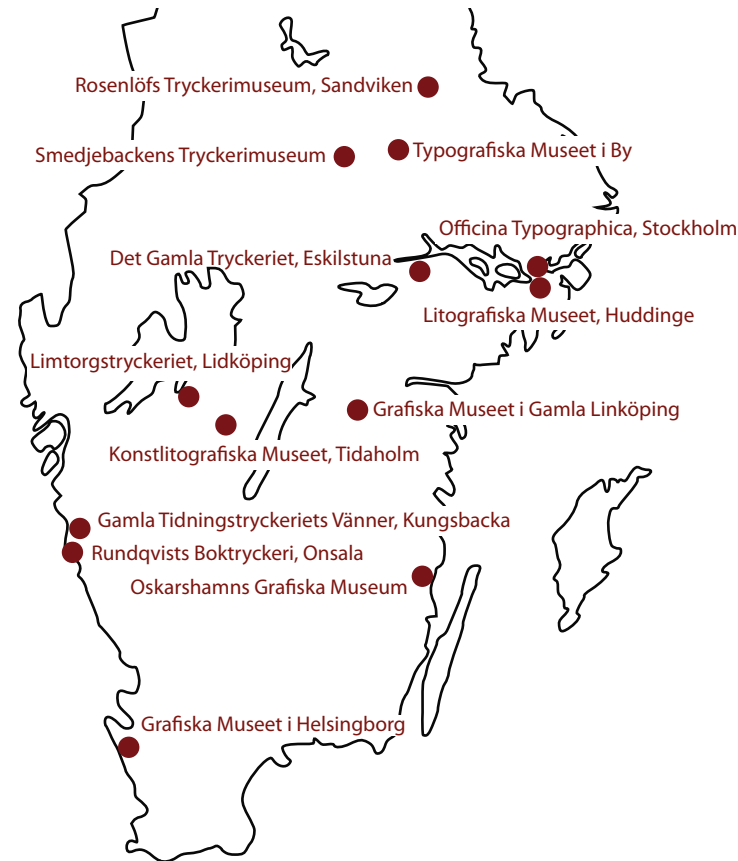 Rosenlöfs Tryckerimuseum, Sandviken
Smedjebackens Tryckerimuseum
Typografiska Museet i By
Officina Typographica, Stockholm
Det Gamla Tryckeriet, Eskilstuna
Litografiska Museet, Huddinge
Limtorgstryckeriet, Lidköping
Grafiska Museet i Gamla Linköping
Konstlitografiska Museet, Tidaholm
Gamla Tidningstryckeriets Vänner, Kungsbacka
Rundqvists Boktryckeri, Onsala
Oskarshamns Grafiska Museum
Grafiska Museet i Helsingborg